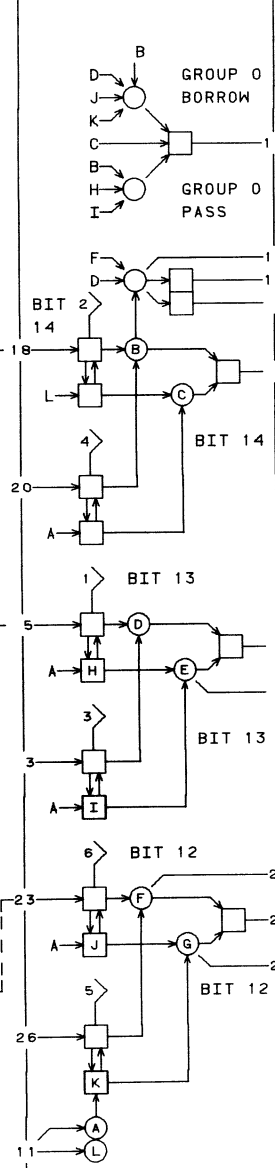 B
D GROUP 0
J BORROW
K
C 1
B
H GROUP 0
I PASS
F 1
D 1
BIT 2
14
18 B
L C
4 BIT 14
20
A
1 BIT 13
5 D
A H E
3 BIT 13
3
A I
6 BIT 12
23 F 2
2
A J G
2
5 BIT 12
26
K
A
11 L